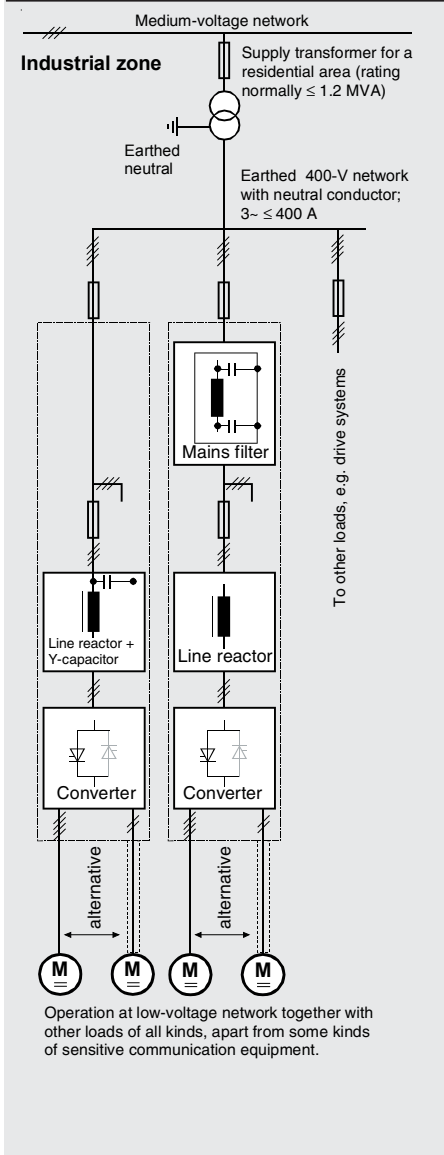 Medium-voltage network
Industrial zone
Supply transformer for a
residential area (rating
normally ≤ 1.2 MVA)
Earthed
neutral
Earthed 400-V network
with neutral conductor;
3~ ≤ 400 A
Mains filter
To other loads, e.g. drive systems
Line reactor +
Y-capacitor
Line reactor
Converter
Converter
alternative
alternative
M
M
M
M
Operation at low-voltage network together with
other loads of all kinds, apart from some kinds
of sensitive communication equipment.